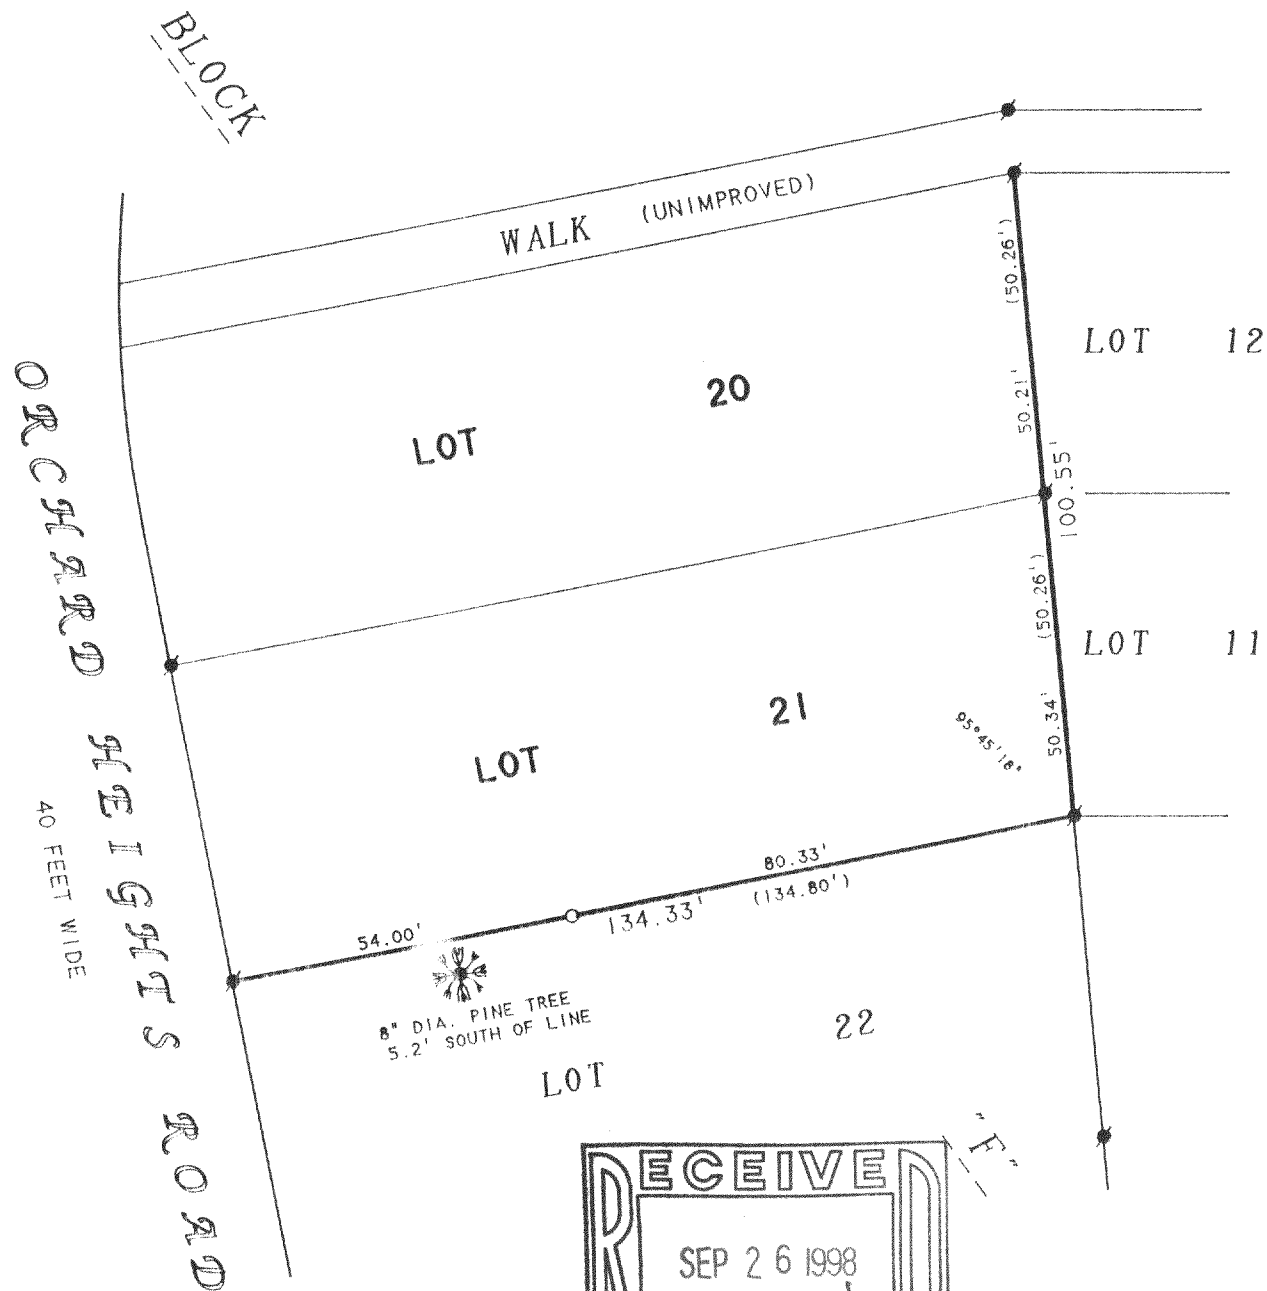 BLOCK
WALK (UNIMPROVED)
(50.26')
LOT 12
20
LOT
50.21'
100.55'
ORCHARD HEIGHTS ROAD
40 FEET WIDE
(50.26')
LOT 11
21
LOT
50.34'
95°45'18"
80.33'
(134.80')
134.33'
54.00'
8" DIA. PINE TREE
5.2' SOUTH OF LINE
22
LOT
"F"
RECEIVED
SEP 26 1998